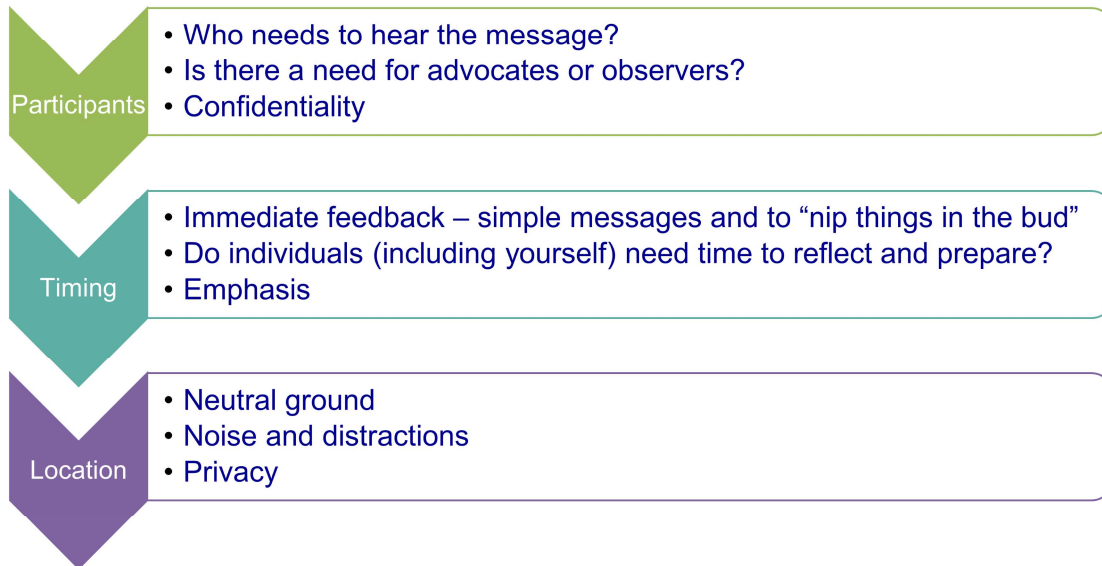 Participants
• Who needs to hear the message?
• Is there a need for advocates or observers?
• Confidentiality
Timing
• Immediate feedback – simple messages and to “nip things in the bud”
• Do individuals (including yourself) need time to reflect and prepare?
• Emphasis
Location
• Neutral ground
• Noise and distractions
• Privacy